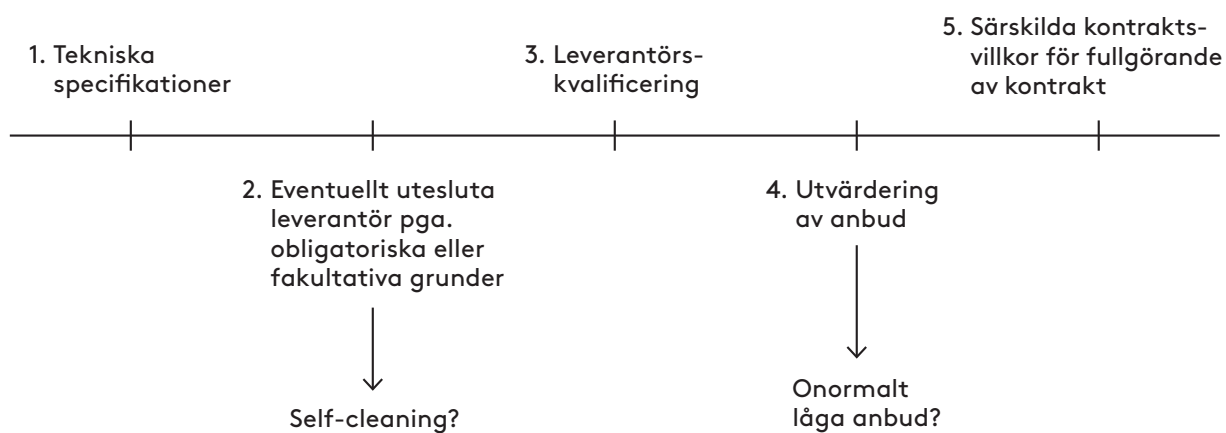 1. Tekniska
specifikationer
2. Eventuellt utesluta
leverantör pga.
obligatoriska eller
fakultativa grunder
Self-cleaning?
3. Leverantörs-
kvalificering
4. Utvärdering
av anbud
Onormalt
låga anbud?
5. Särskilda kontrakts-
villkor för fullgörande
av kontrakt